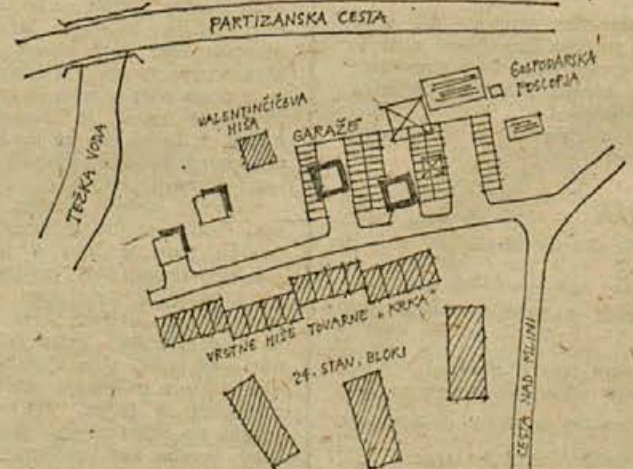 PARTIZANSKA CESTA
GOSPODARSKA
POSLOPJA
VALENTINČIČEVA
HIŠA
GARAŽE
TEŽKA VODA
VRSTNE HIŠE TOVARNE "KRKA"
24. STAN. BLOKI
CESTA NAD MLINI